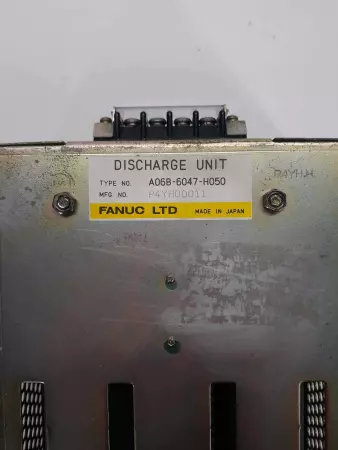 DISCHARGE UNIT
TYPE NO. A06B-6047-H050
MFG NO. P4YH00011
FANUC LTD MADE IN JAPAN